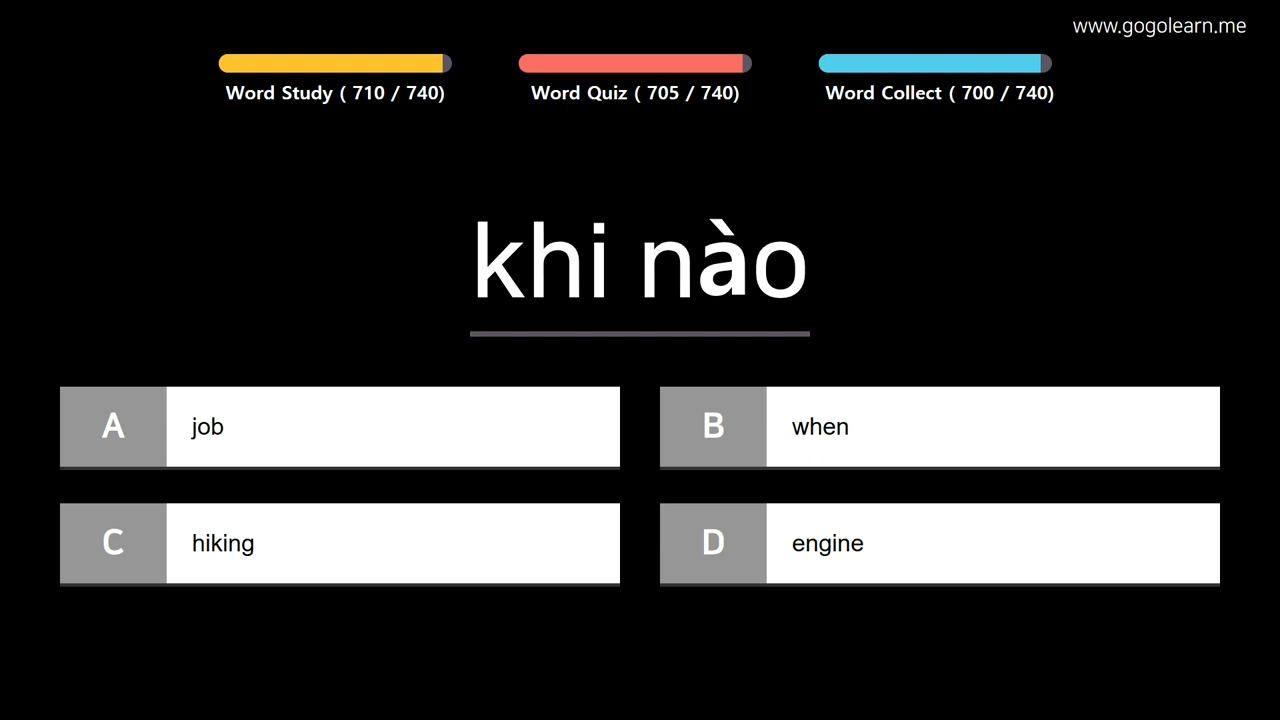 www.gogolearn.me
Word Study ( 710 / 740)
Word Quiz ( 705 / 740)
Word Collect ( 700 / 740)
khi nào
A job
B when
C hiking
D engine